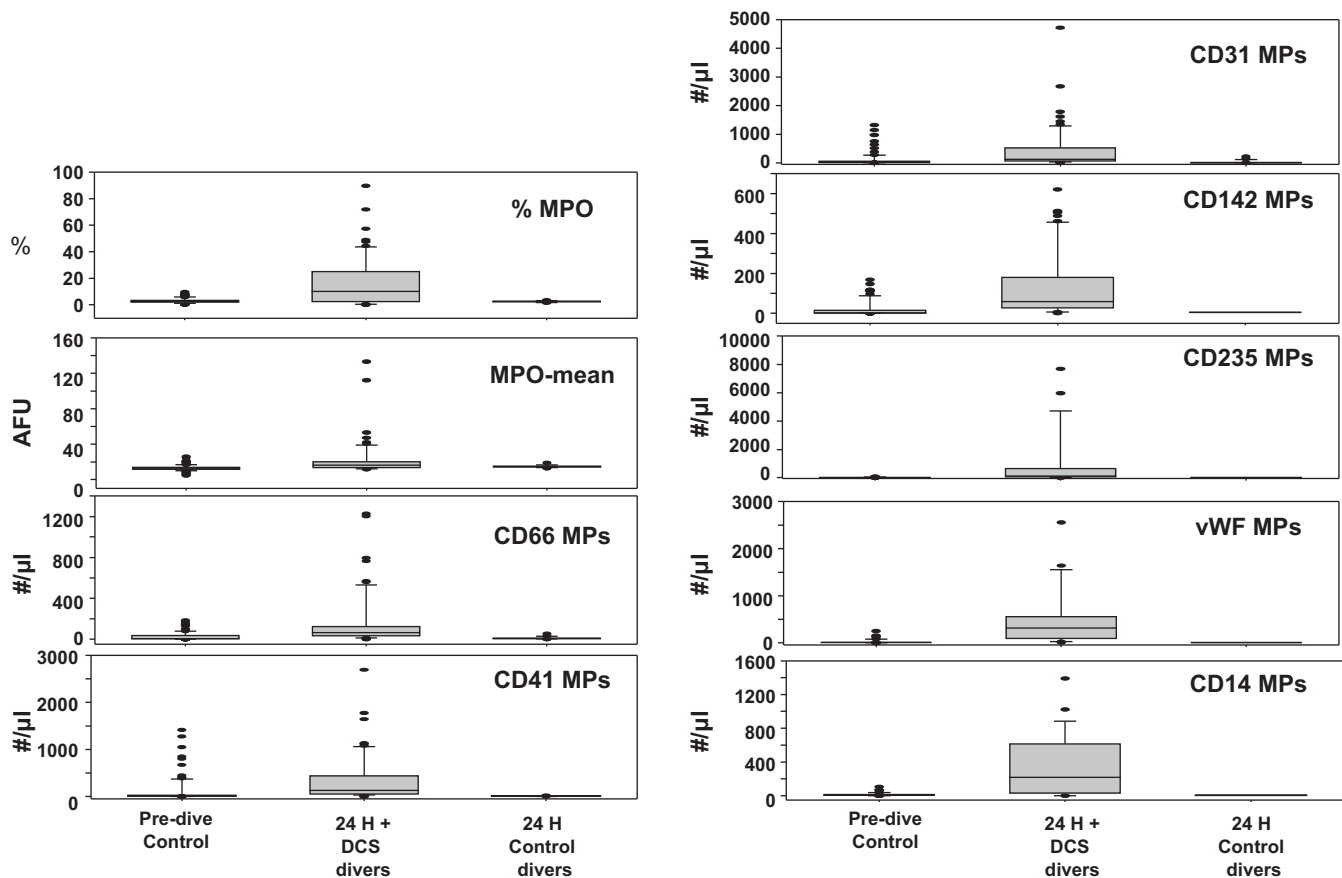 100
80
60
40
20
0
%
% MPO
160
120
80
40
0
AFU
MPO-mean
1200
800
400
0
#/µl
CD66 MPs
3000
2000
1000
0
#/µl
CD41 MPs
Pre-dive
Control
24 H +
DCS
divers
24 H
Control
divers
5000
4000
3000
2000
1000
0
#/µl
CD31 MPs
600
400
200
0
#/µl
CD142 MPs
10000
8000
6000
4000
2000
0
#/µl
CD235 MPs
3000
2000
1000
0
#/µl
vWF MPs
1600
1200
800
400
0
#/µl
CD14 MPs
Pre-dive
Control
24 H +
DCS
divers
24 H
Control
divers